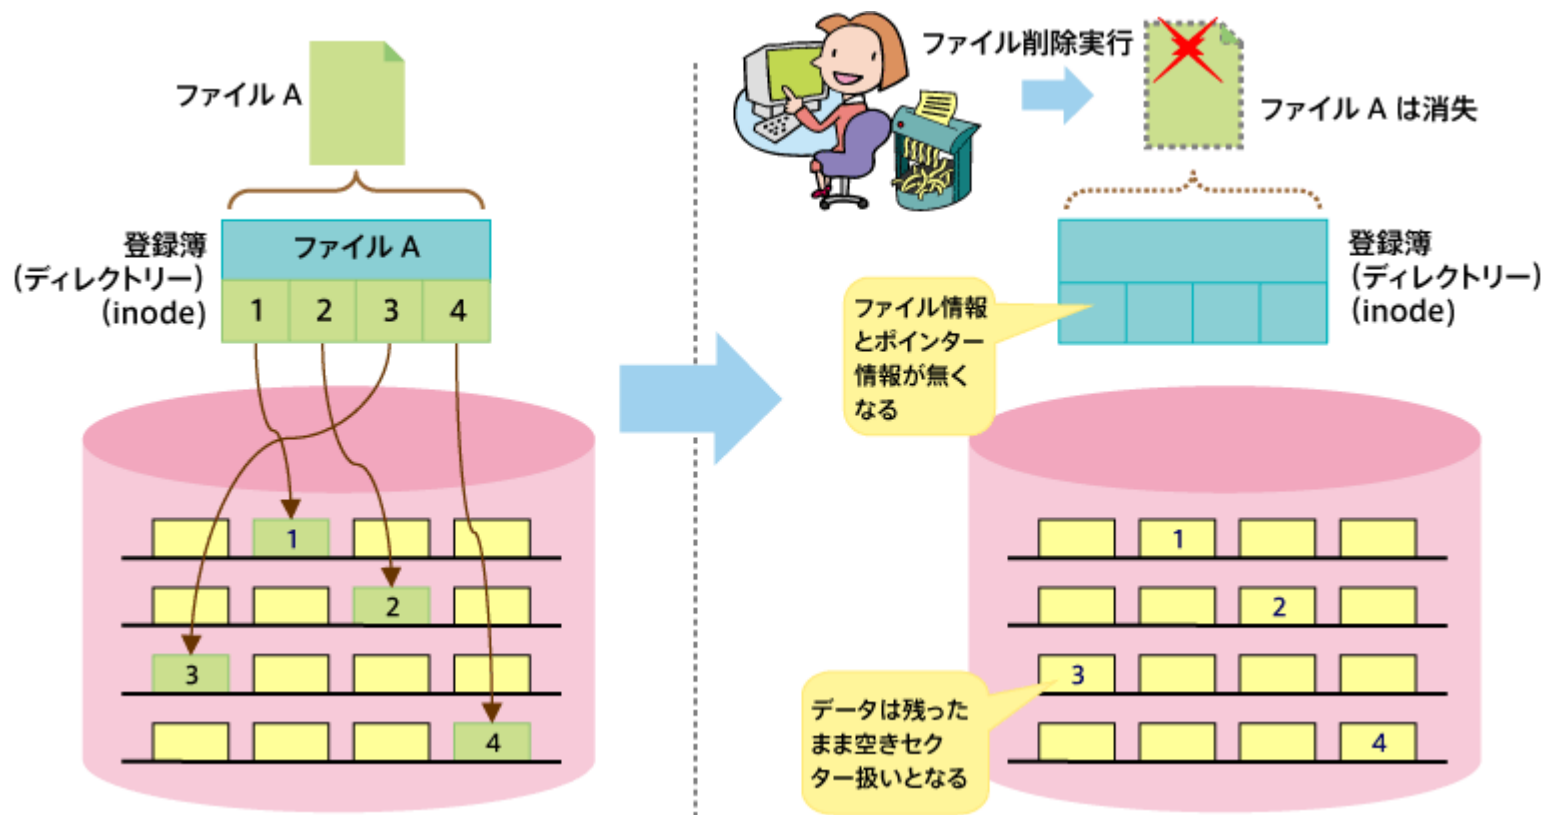 ファイル A
登録簿
(ディレクトリー)
(inode)
ファイル A
1 2 3 4
1
2
3
4
ファイル削除実行
ファイル A は消失
登録簿
(ディレクトリー)
(inode)
ファイル情報
とポインター
情報が無く
なる
1
2
3
4
データは残った
まま空きセク
ター扱いとなる